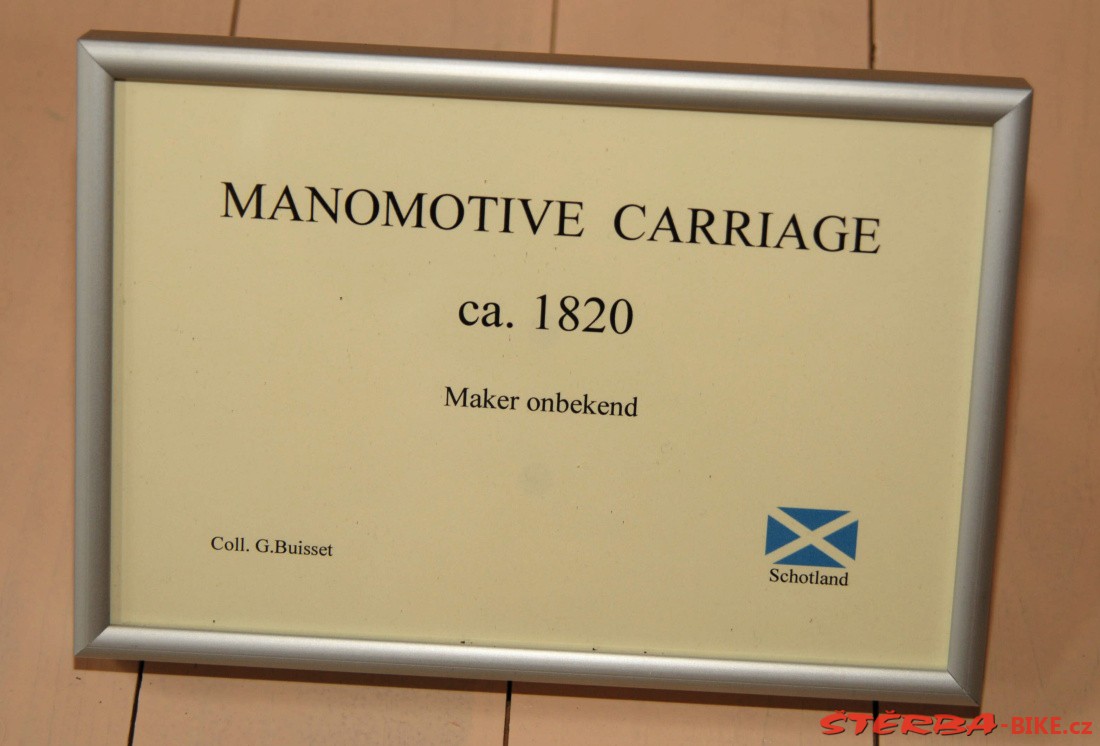 MANOMOTIVE CARRIAGE
ca. 1820
Maker onbekend
Coll. G.Buisset
Schotland
ŠTĚRBA-BIKE.cz